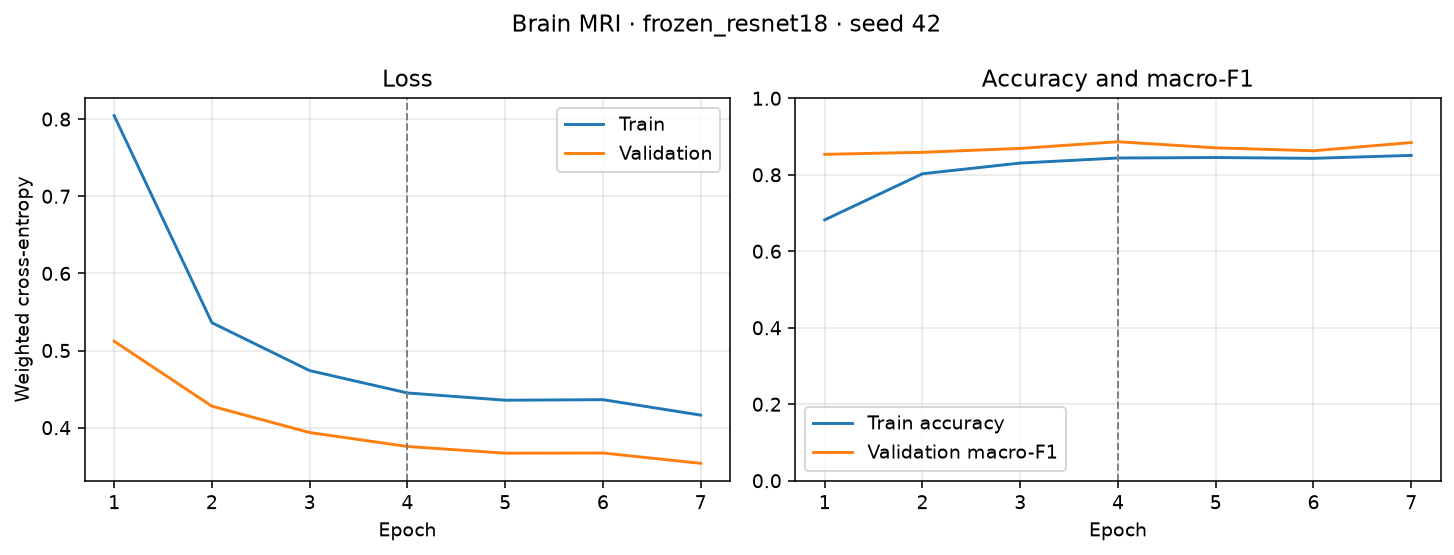 Brain MRI · frozen_resnet18 · seed 42
Loss
Weighted cross-entropy
0.8
0.7
0.6
0.5
0.4
Train
Validation
1 2 3 4 5 6 7
Epoch
Accuracy and macro-F1
1.0
0.8
0.6
0.4
0.2
0.0
Train accuracy
Validation macro-F1
1 2 3 4 5 6 7
Epoch